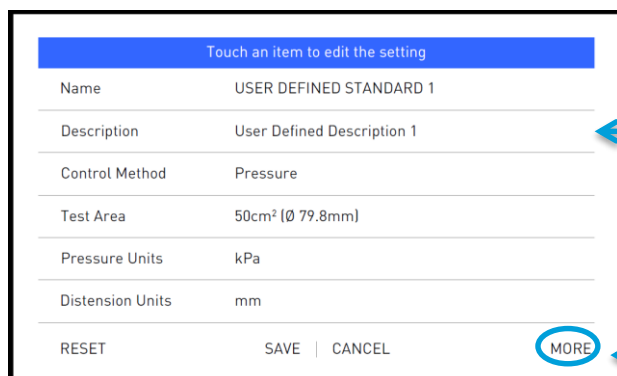 Touch an item to edit the setting
Name USER DEFINED STANDARD 1
Description User Defined Description 1
Control Method Pressure
Test Area 50cm² (Ø 79.8mm)
Pressure Units kPa
Distension Units mm
RESET SAVE | CANCEL MORE